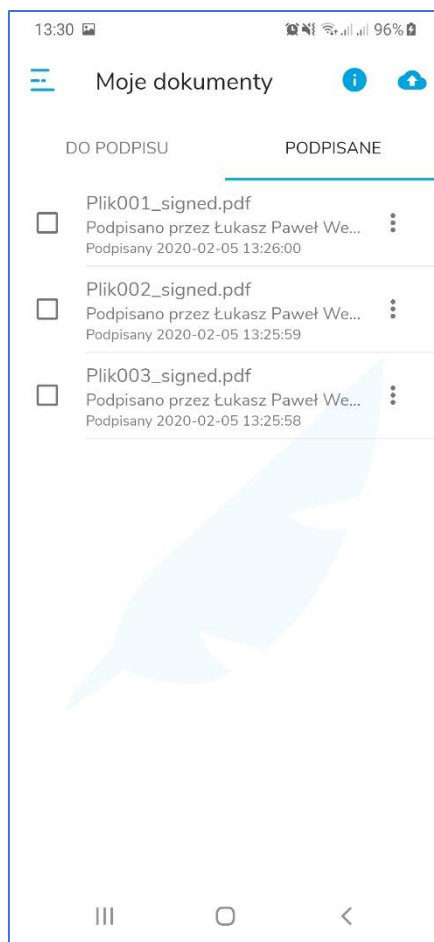 13:30
96%
Moje dokumenty
DO PODPISU
PODPISANE
Plik001_signed.pdf
Podpisano przez Łukasz Paweł We...
Podpisany 2020-02-05 13:26:00
Plik002_signed.pdf
Podpisano przez Łukasz Paweł We...
Podpisany 2020-02-05 13:25:59
Plik003_signed.pdf
Podpisano przez Łukasz Paweł We...
Podpisany 2020-02-05 13:25:58